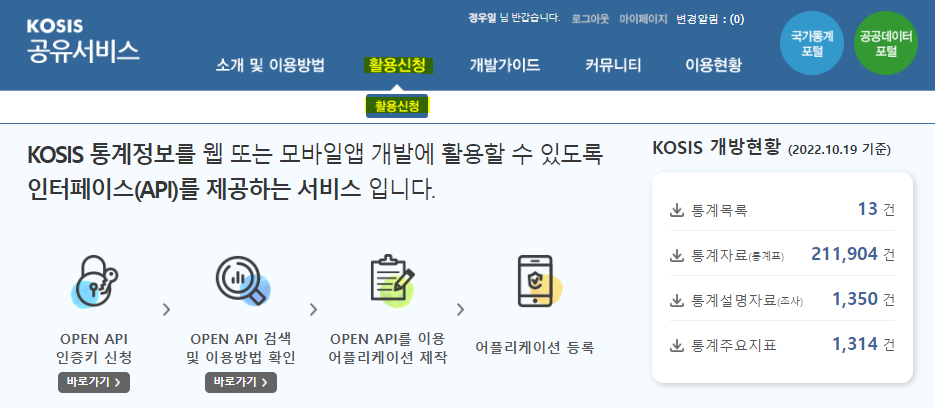 KOSIS
공유서비스
정우일 님 반갑습니다. 로그아웃 마이페이지 변경알림 : (0)
소개 및 이용방법 활용신청 개발가이드 커뮤니티 이용현황
국가통계
포털
공공데이터
포털
활용신청
KOSIS 통계정보를 웹 또는 모바일앱 개발에 활용할 수 있도록
인터페이스(API)를 제공하는 서비스 입니다.
OPEN API
인증키 신청
바로가기 >
OPEN API 검색
및 이용방법 확인
바로가기 >
OPEN API를 이용
어플리케이션 제작
어플리케이션 등록
KOSIS 개방현황 (2022.10.19 기준)
통계목록 13 건
통계자료(통계표) 211,904 건
통계설명자료(조사) 1,350 건
통계주요지표 1,314 건